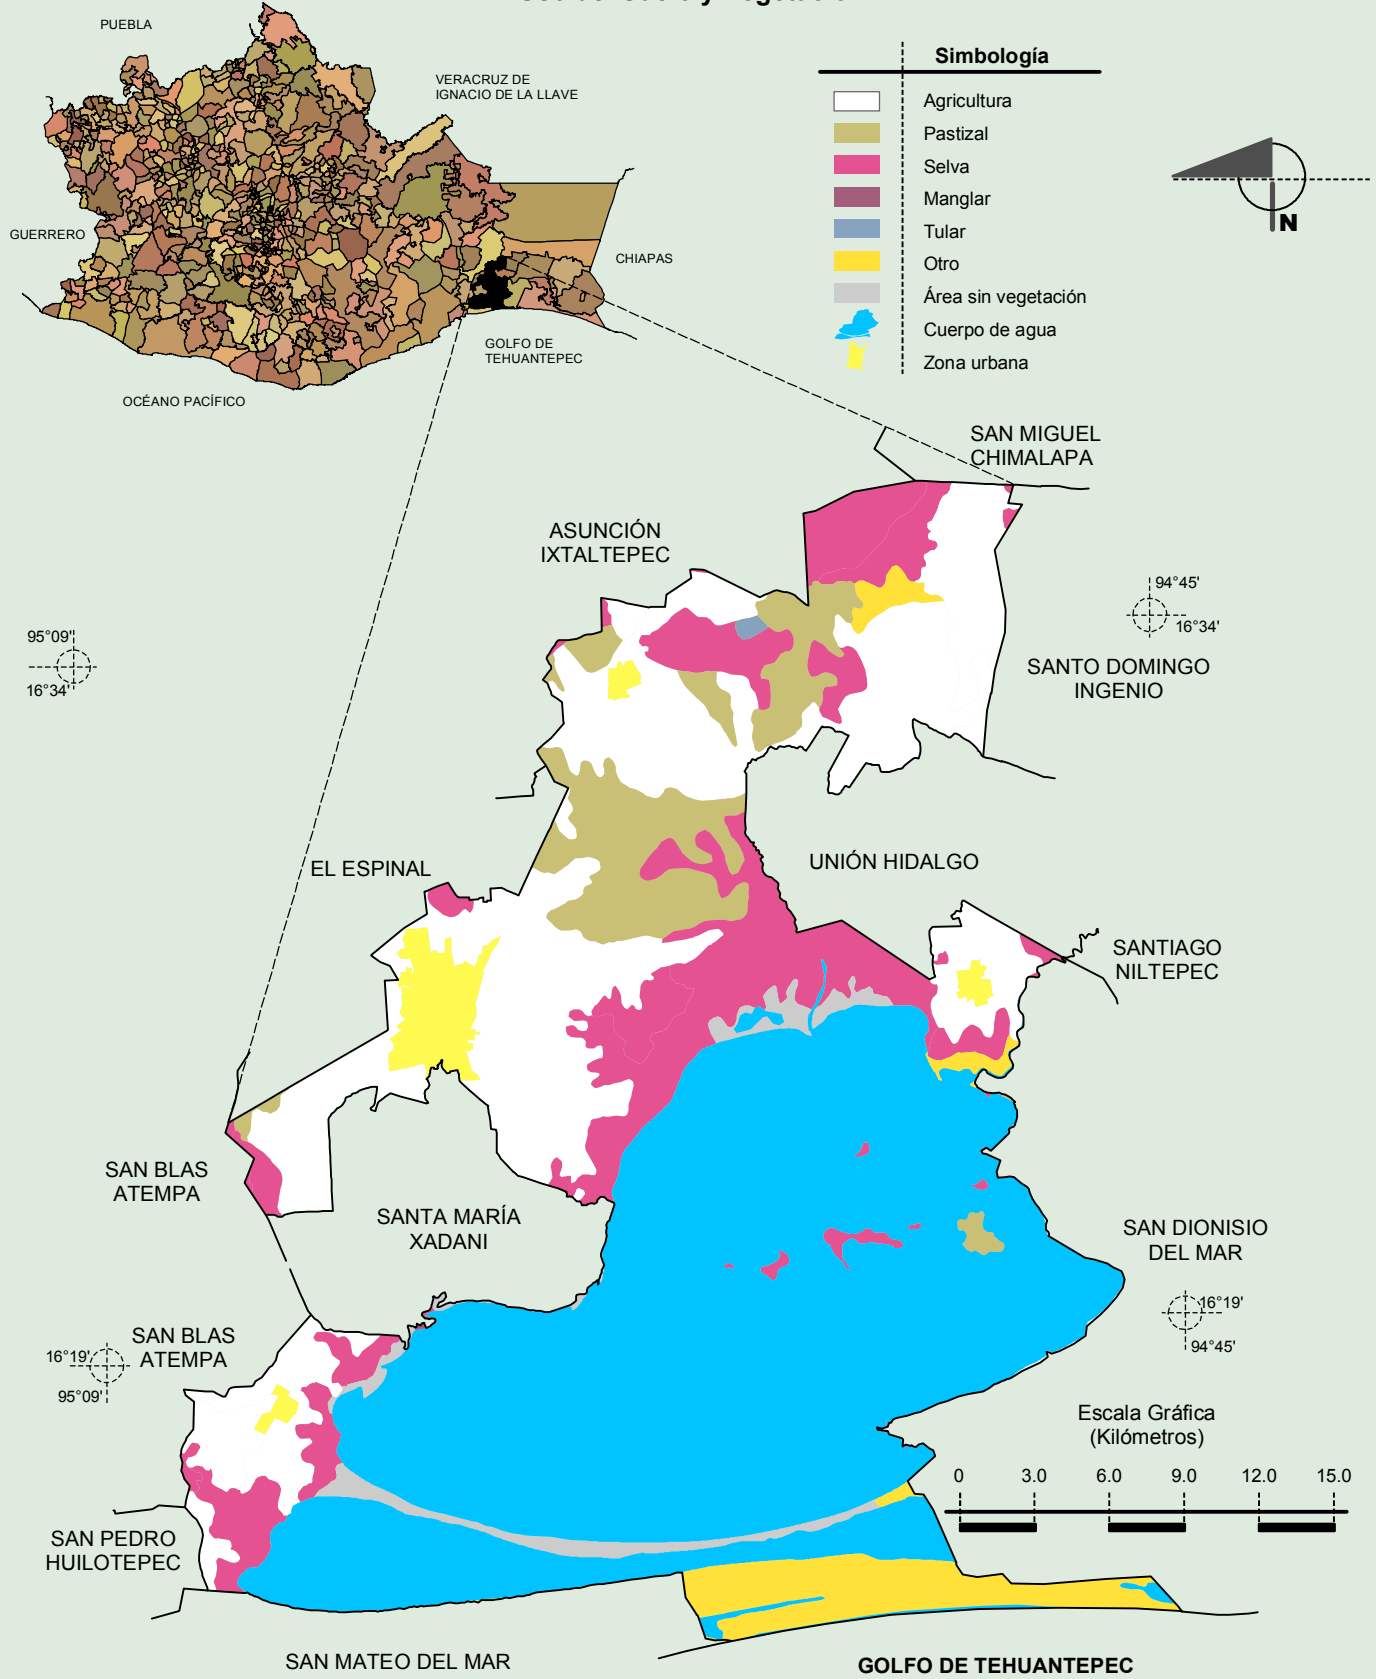 PUEBLA
VERACRUZ DE
IGNACIO DE LA LLAVE
GUERRERO
CHIAPAS
GOLFO DE
TEHUANTEPEC
OCÉANO PACÍFICO
Simbología
Agricultura
Pastizal
Selva
Manglar
Tular
Otro
Área sin vegetación
Cuerpo de agua
Zona urbana
N
SAN MIGUEL
CHIMALAPA
ASUNCIÓN
IXTALTEPEC
94°45'
16°34'
95°09'
16°34'
SANTO DOMINGO
INGENIO
EL ESPINAL
UNIÓN HIDALGO
SANTIAGO
NILTEPEC
SAN BLAS
ATEMPA
SANTA MARÍA
XADANI
SAN DIONISIO
DEL MAR
16°19'
94°45'
SAN BLAS
ATEMPA
16°19'
95°09'
Escala Gráfica
(Kilómetros)
0 3.0 6.0 9.0 12.0 15.0
SAN PEDRO
HUILOTEPEC
SAN MATEO DEL MAR
GOLFO DE TEHUANTEPEC